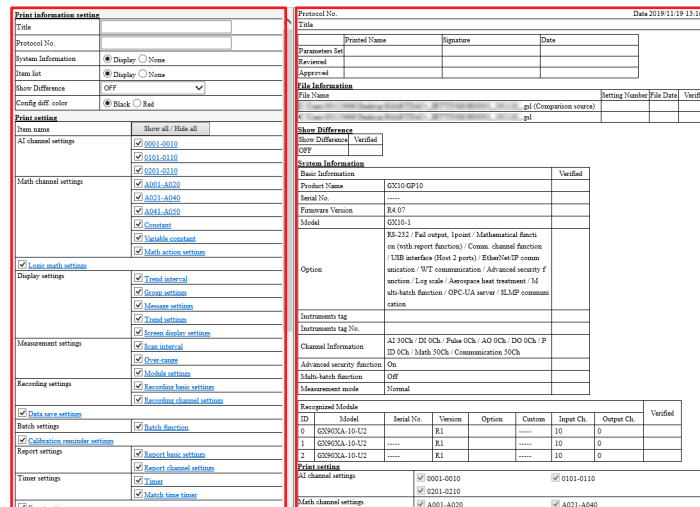 Print information setting
Title
Protocol No.
System Information Display None
Item list Display None
Show Difference OFF
Config diff. color Black Red
Print setting
Item name Show all / Hide all
AI channel settings 0001-0010
0101-0110
0201-0210
Math channel settings A001-A020
A021-A040
A041-A050
Constant
Variable constant
Math action settings
Logic math settings
Display settings Trend interval
Group settings
Message settings
Trend settings
Screen display settings
Measurement settings Scan interval
Over-range
Module settings
Recording settings Recording basic settings
Recording channel settings
Data save settings
Batch settings Batch function
Calibration reminder settings
Report settings Report basic settings
Report channel settings
Timer settings Timer
Match time timer
Protocol No. Date 2019/11/19 13:16
Title
Printed Name Signature Date
Parameters Set
Reviewed
Approved
File Information
File Name Setting Number File Date Verifi
.gsl (Comparison source)
.gsl
Show Difference
Show Difference Verified
OFF
System Information
Basic Information Verified
Product Name GX10/GP10
Serial No. -----
Firmware Version R4.07
Model GX10-1
Option RS-232 / Fail output, 1point / Mathematical functi
on (with report function) / Comm. channel function
/ USB interface (Host 2 ports) / EtherNet/IP comm
unication / WT communication / Advanced security f
unction / Log scale / Aerospace heat treatment / M
ulti-batch function / OPC-UA server / SLMP communi
cation
Instruments tag
Instruments tag No.
Channel Information AI 30Ch / DI 0Ch / Pulse 0Ch / AO 0Ch / DO 0Ch / P
ID 0Ch / Math 50Ch / Communication 50Ch
Advanced security function On
Multi-batch function Off
Measurement mode Normal
Recognized Module Verified
ID Model Serial No. Version Option Custom Input Ch. Output Ch.
0 GX90XA-10-U2 R1 ----- 10 0
1 GX90XA-10-U2 ----- R1 ----- 10 0
2 GX90XA-10-U2 ----- R1 ----- 10 0
Print setting
AI channel settings 0001-0010 0101-0110
0201-0210
Math channel settings A001-A020 A021-A040